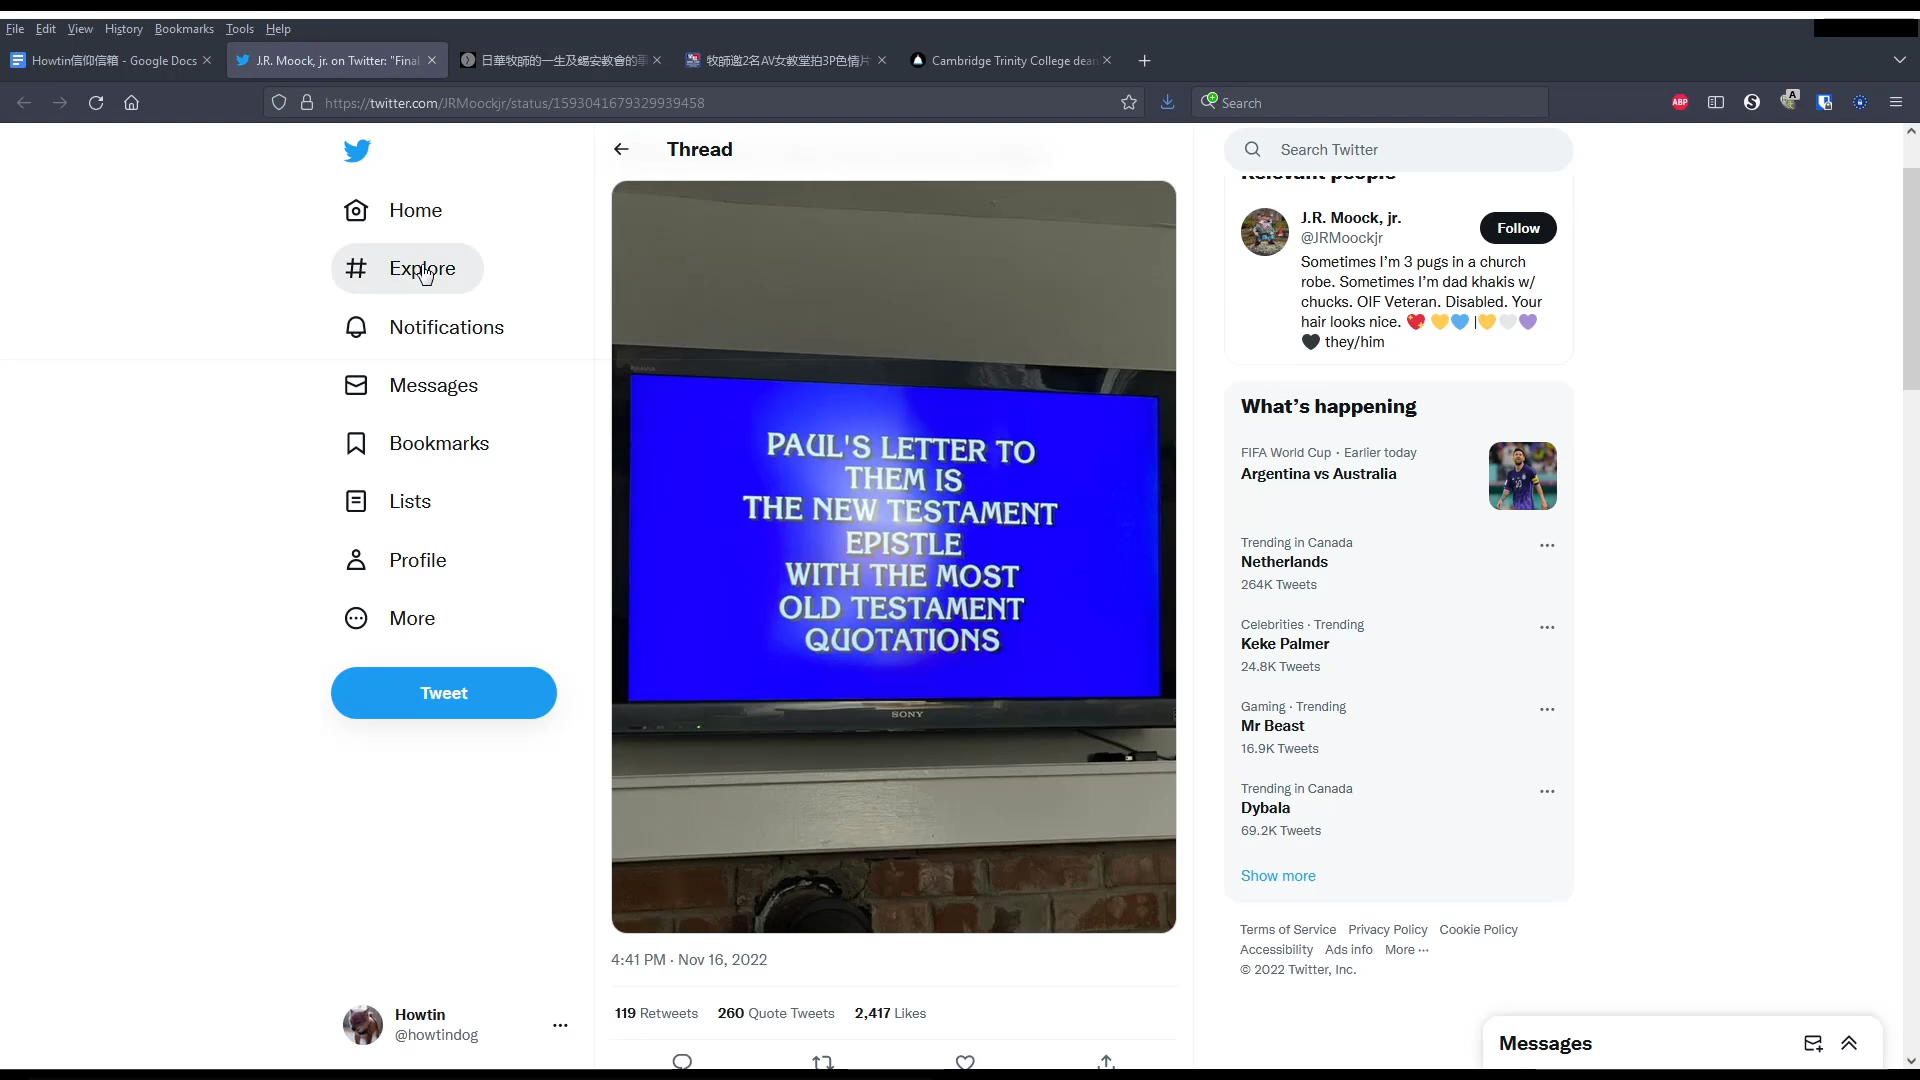 File Edit View History Bookmarks Tools Help
Howtin信仰信箱 - Google Docs
J.R. Moock, jr. on Twitter: "Final
日華牧師的一生及錫安教會的事
牧師邀2名AV女教堂拍3P色情片
Cambridge Trinity College dean
https://twitter.com/JRMoockjr/status/1593041679329939458
Search
ABP
A
Home
Explore
Notifications
Messages
Bookmarks
Lists
Profile
More
Tweet
Howtin
@howtindog
Thread
PAUL'S LETTER TO
THEM IS
THE NEW TESTAMENT
EPISTLE
WITH THE MOST
OLD TESTAMENT
QUOTATIONS
SONY
4:41 PM · Nov 16, 2022
119 Retweets 260 Quote Tweets 2,417 Likes
Search Twitter
Relevant people
J.R. Moock, jr.
@JRMoockjr
Follow
Sometimes I'm 3 pugs in a church
robe. Sometimes I'm dad khakis w/
chucks. OIF Veteran. Disabled. Your
hair looks nice. 💖 💛💙 |💛🤍💜
🖤 they/him
What's happening
FIFA World Cup · Earlier today
Argentina vs Australia
Trending in Canada
Netherlands
264K Tweets
Celebrities · Trending
Keke Palmer
24.8K Tweets
Gaming · Trending
Mr Beast
16.9K Tweets
Trending in Canada
Dybala
69.2K Tweets
Show more
Terms of Service Privacy Policy Cookie Policy
Accessibility Ads info More ···
© 2022 Twitter, Inc.
Messages